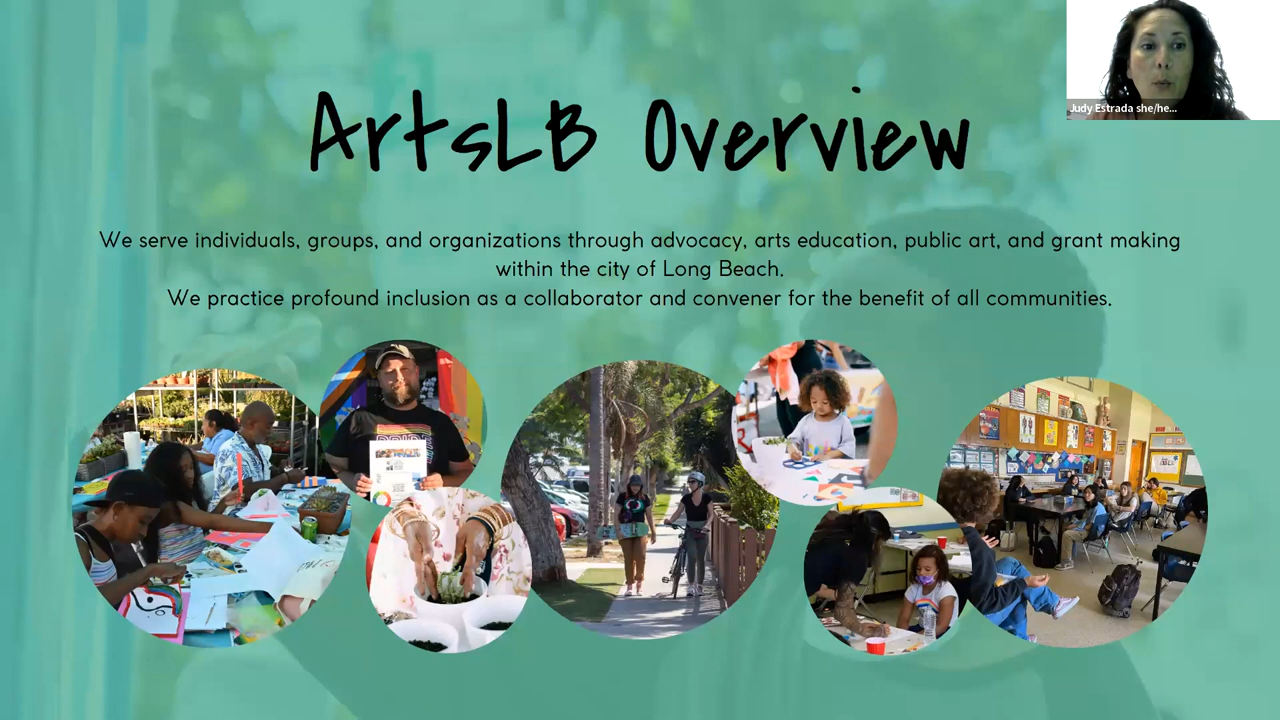 ArtsLB Overview
Judy Estrada she/he...
We serve individuals, groups, and organizations through advocacy, arts education, public art, and grant making
within the city of Long Beach.
We practice profound inclusion as a collaborator and convener for the benefit of all communities.